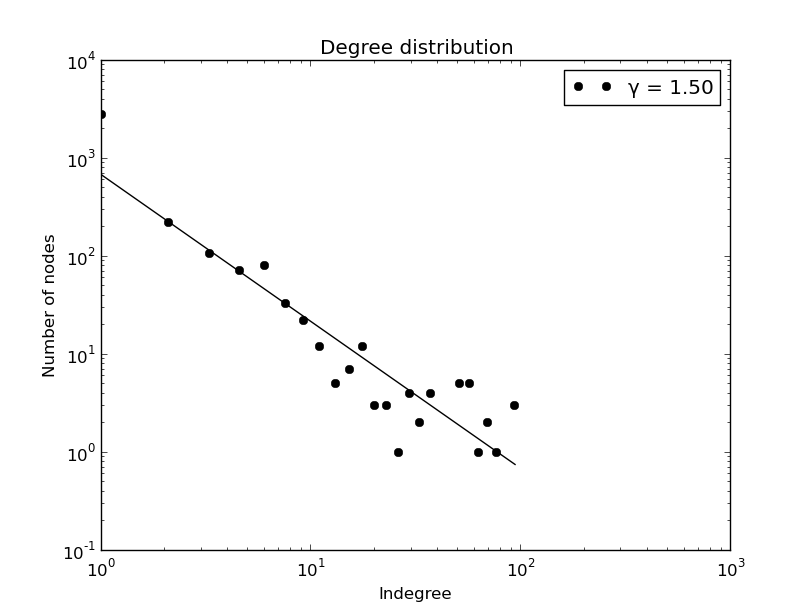 Degree distribution
γ = 1.50
10^4
10^3
10^2
10^1
10^0
10^-1
Number of nodes
10^0 10^1 10^2 10^3
Indegree